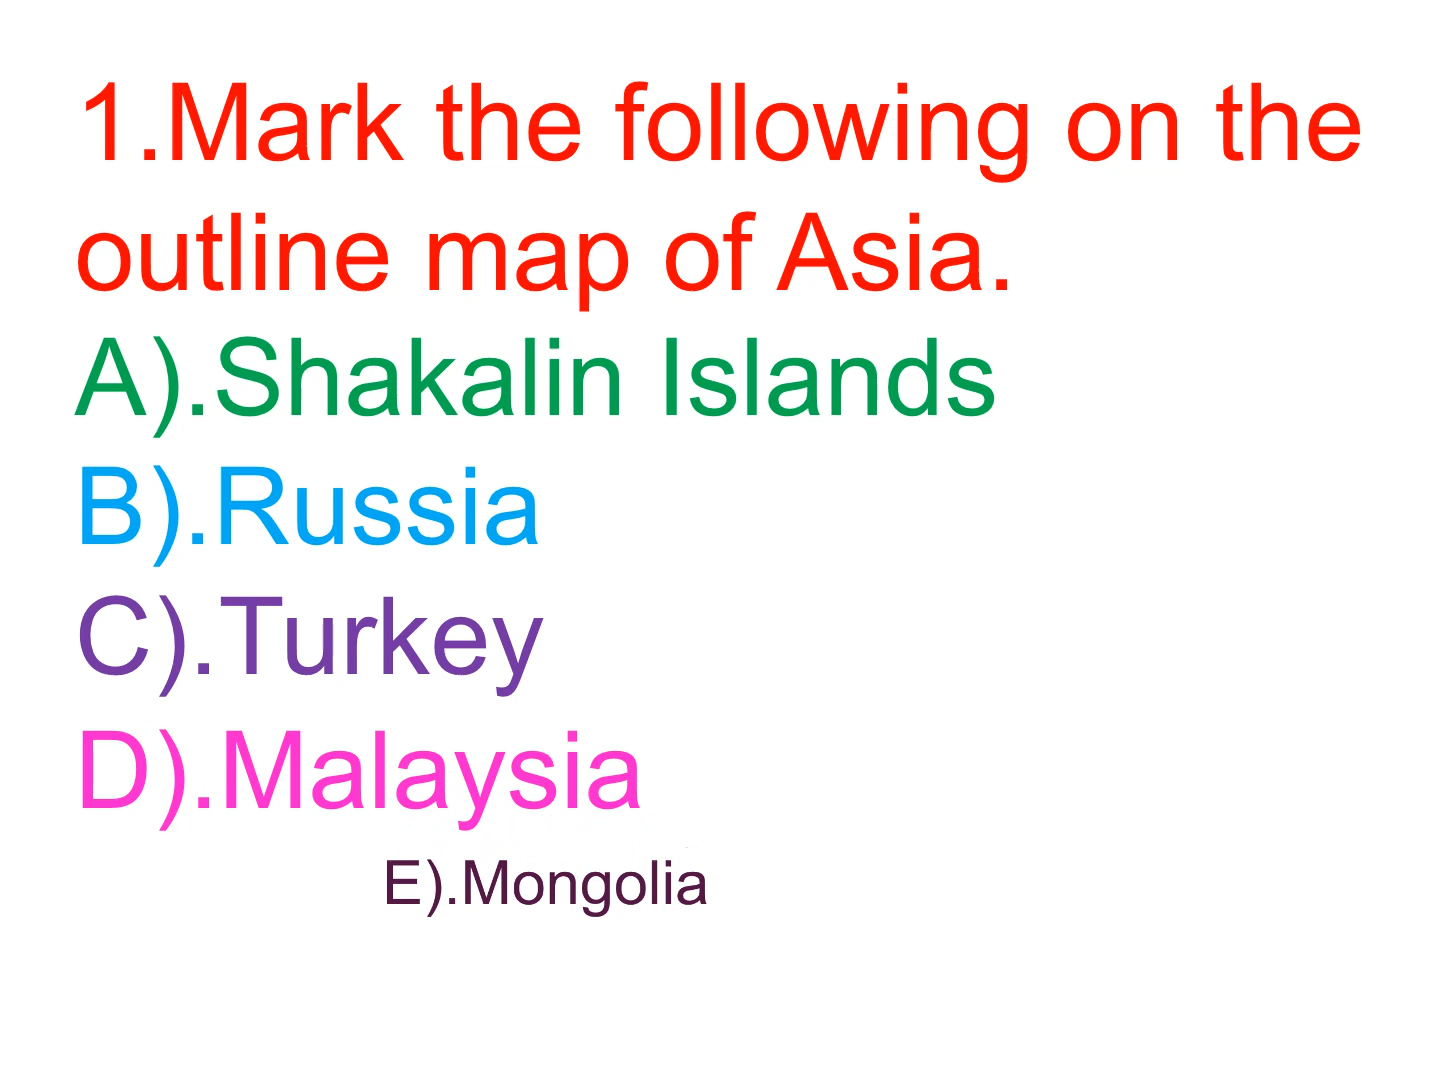 1.Mark the following on the
outline map of Asia.
A).Shakalin Islands
B).Russia
C).Turkey
D).Malaysia
E).Mongolia